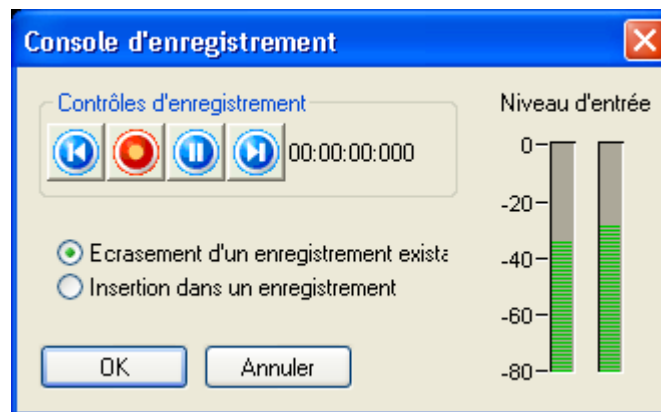 Console d'enregistrement
Contrôles d'enregistrement
00:00:00:000
Ecrasement d'un enregistrement exista
Insertion dans un enregistrement
OK
Annuler
Niveau d'entrée
0
-20
-40
-60
-80